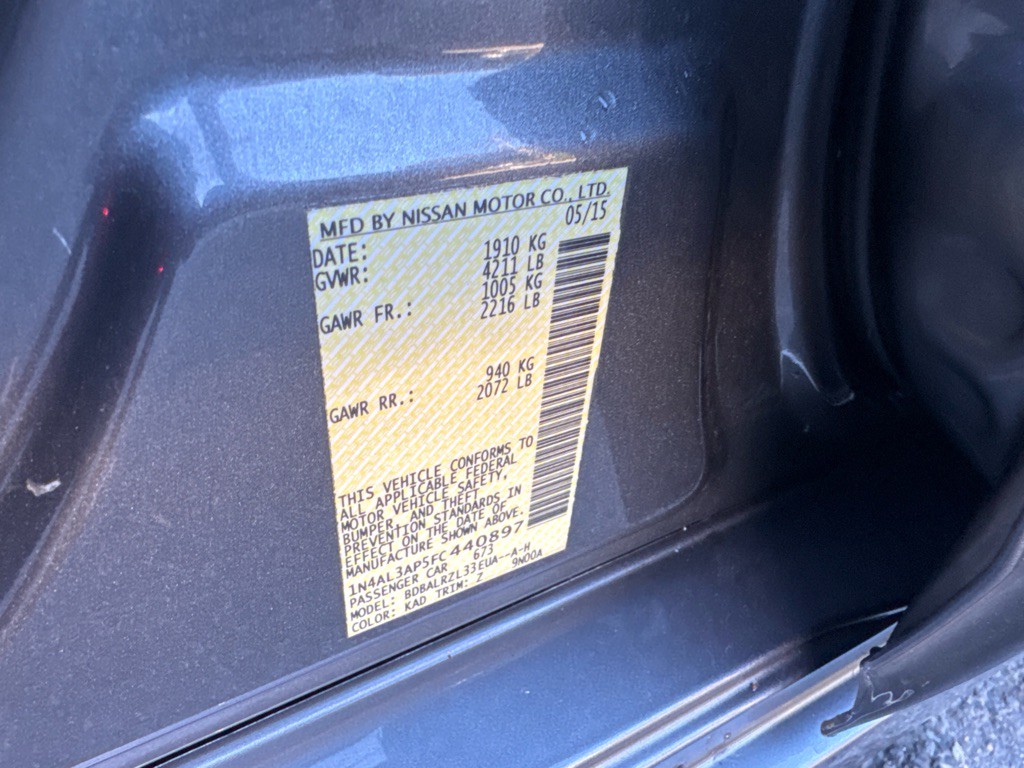 MFD BY NISSAN MOTOR CO., LTD.
DATE: 05/15
GVWR: 1910 KG
4211 LB
GAWR FR.: 1005 KG
2216 LB
GAWR RR.: 940 KG
2072 LB
THIS VEHICLE CONFORMS TO
ALL APPLICABLE FEDERAL
MOTOR VEHICLE SAFETY,
BUMPER, AND THEFT
PREVENTION STANDARDS IN
EFFECT ON THE DATE OF
MANUFACTURE SHOWN ABOVE.
1N4AL3AP5FC440897
PASSENGER CAR 673
MODEL: BDBALRZL33EUA--A-H
COLOR: KAD TRIM: Z 9N00A